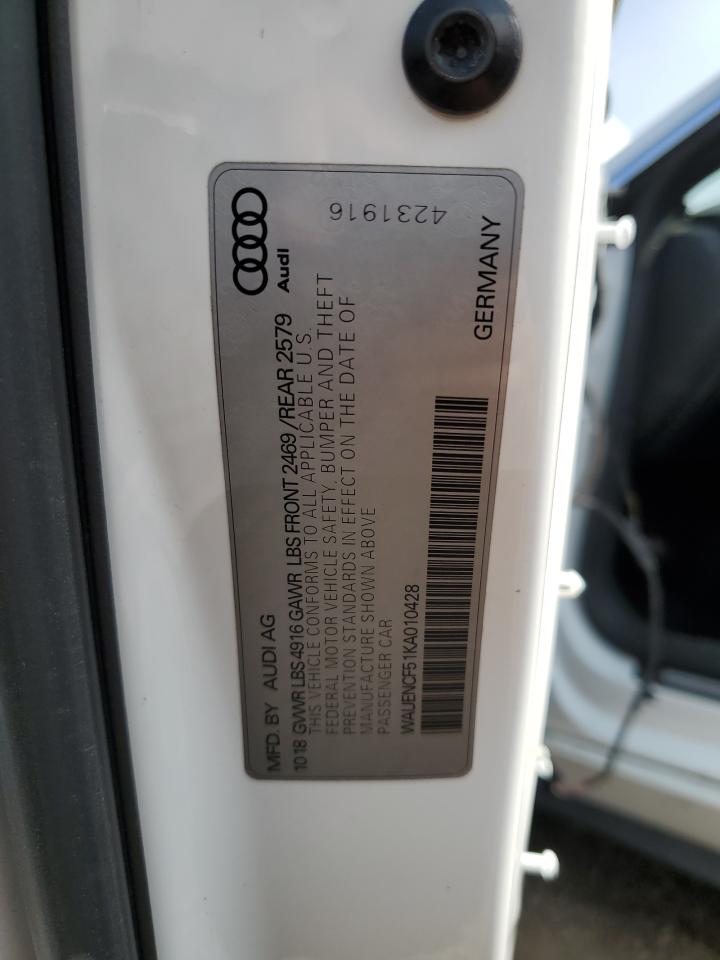 Audi
4231916
MFD. BY AUDI AG
1018 GVWR LBS 4916 GAWR LBS FRONT 2469 /REAR 2579
THIS VEHICLE CONFORMS TO ALL APPLICABLE U.S.
FEDERAL MOTOR VEHICLE SAFETY, BUMPER AND THEFT
PREVENTION STANDARDS IN EFFECT ON THE DATE OF
MANUFACTURE SHOWN ABOVE
PASSENGER CAR
WAUENCF51KA010428
GERMANY